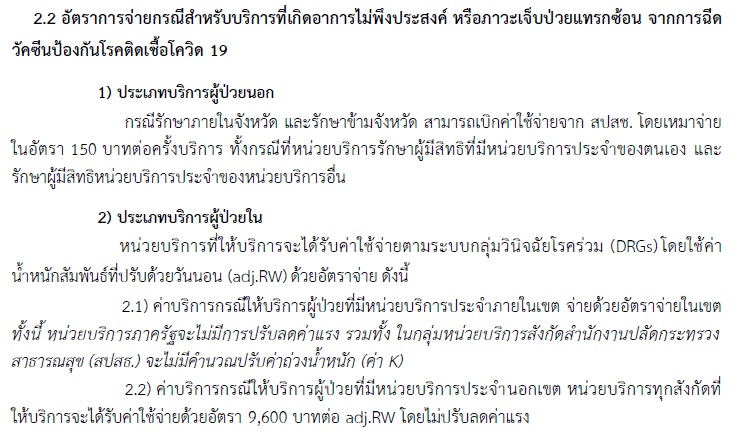 2.2 อัตราการจ่ายกรณีสำหรับบริการที่เกิดอาการไม่พึงประสงค์ หรือภาวะเจ็บป่วยแทรกซ้อน จากการฉีด
วัคซีนป้องกันโรคติดเชื้อโควิด 19
1) ประเภทบริการผู้ป่วยนอก
กรณีรักษาภายในจังหวัด และรักษาข้ามจังหวัด สามารถเบิกค่าใช้จ่ายจาก สปสช. โดยเหมาจ่าย
ในอัตรา 150 บาทต่อครั้งบริการ ทั้งกรณีที่หน่วยบริการรักษาผู้มีสิทธิที่มีหน่วยบริการประจำของตนเอง และ
รักษาผู้มีสิทธิหน่วยบริการประจำของหน่วยบริการอื่น
2) ประเภทบริการผู้ป่วยใน
หน่วยบริการที่ให้บริการจะได้รับค่าใช้จ่ายตามระบบกลุ่มวินิจฉัยโรคร่วม (DRGs) โดยใช้ค่า
น้ำหนักสัมพันธ์ที่ปรับด้วยวันนอน (adj.RW) ด้วยอัตราจ่าย ดังนี้
2.1) ค่าบริการกรณีให้บริการผู้ป่วยที่มีหน่วยบริการประจำภายในเขต จ่ายด้วยอัตราจ่ายในเขต
ทั้งนี้ หน่วยบริการภาครัฐจะไม่มีการปรับลดค่าแรง รวมทั้ง ในกลุ่มหน่วยบริการสังกัดสำนักงานปลัดกระทรวง
สาธารณสุข (สปสธ.) จะไม่มีคำนวณปรับค่าถ่วงน้ำหนัก (ค่า K)
2.2) ค่าบริการกรณีให้บริการผู้ป่วยที่มีหน่วยบริการประจำนอกเขต หน่วยบริการทุกสังกัดที่
ให้บริการจะได้รับค่าใช้จ่ายด้วยอัตรา 9,600 บาทต่อ adj.RW โดยไม่ปรับลดค่าแรง